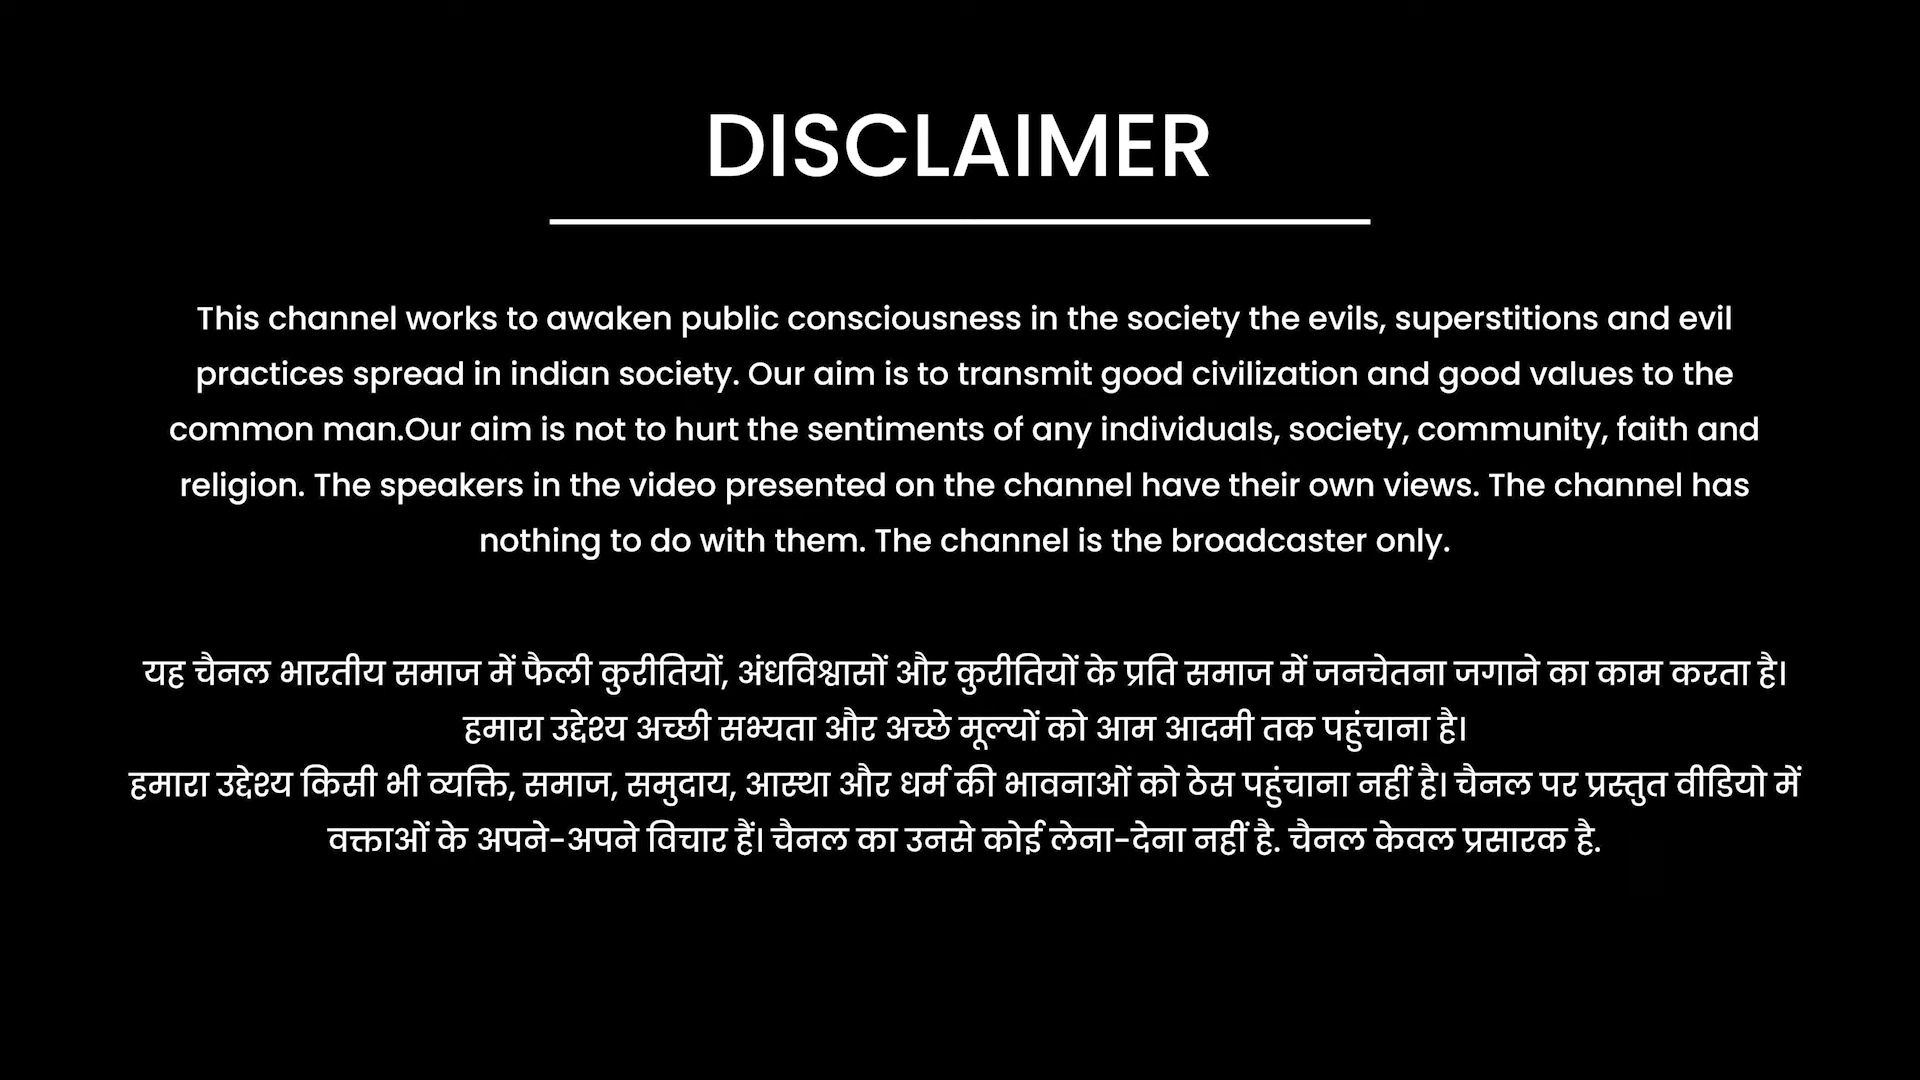 DISCLAIMER
This channel works to awaken public consciousness in the society the evils, superstitions and evil
practices spread in indian society. Our aim is to transmit good civilization and good values to the
common man.Our aim is not to hurt the sentiments of any individuals, society, community, faith and
religion. The speakers in the video presented on the channel have their own views. The channel has
nothing to do with them. The channel is the broadcaster only.
यह चैनल भारतीय समाज में फैली कुरीतियों, अंधविश्वासों और कुरीतियों के प्रति समाज में जनचेतना जगाने का काम करता है।
हमारा उद्देश्य अच्छी सभ्यता और अच्छे मूल्यों को आम आदमी तक पहुंचाना है।
हमारा उद्देश्य किसी भी व्यक्ति, समाज, समुदाय, आस्था और धर्म की भावनाओं को ठेस पहुंचाना नहीं है। चैनल पर प्रस्तुत वीडियो में
वक्ताओं के अपने-अपने विचार हैं। चैनल का उनसे कोई लेना-देना नहीं है. चैनल केवल प्रसारक है.